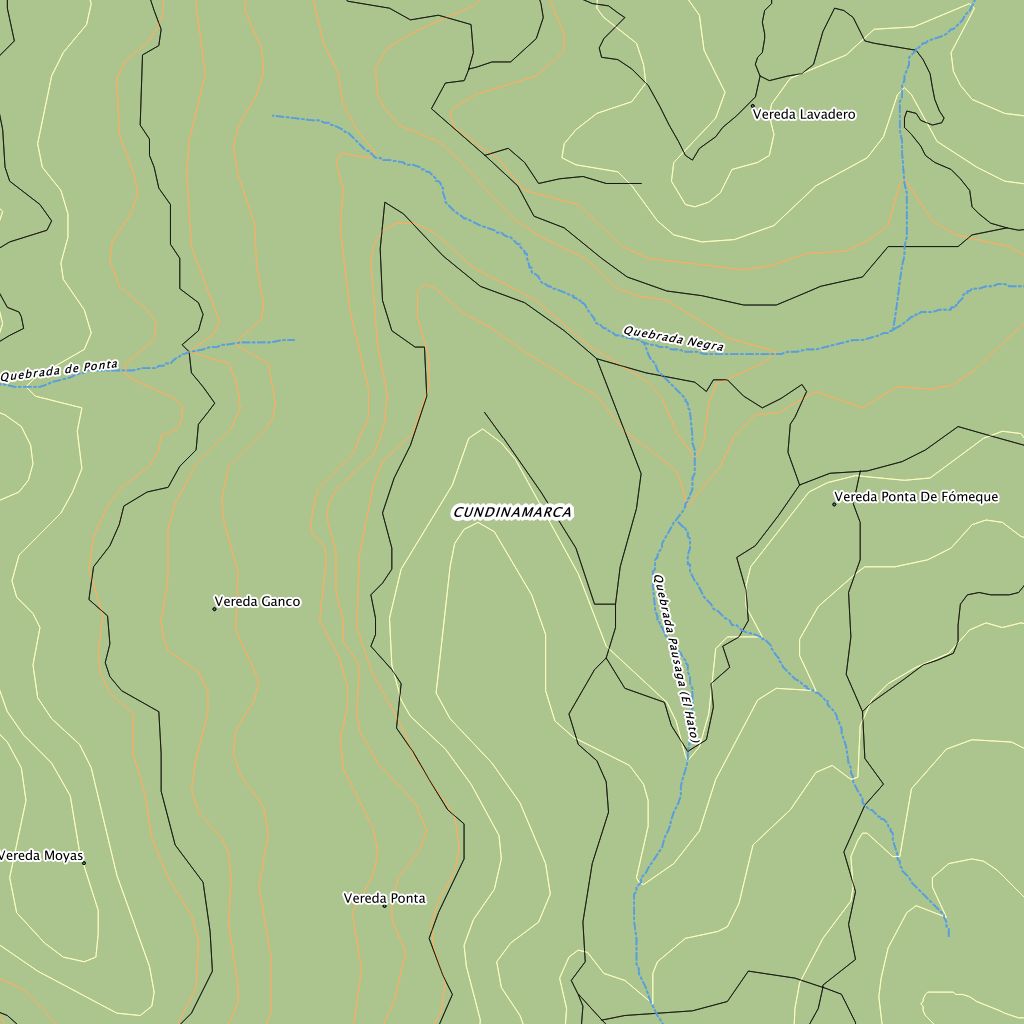 Vereda Lavadero
Quebrada Negra
Quebrada de Ponta
Vereda Ponta De Fómeque
CUNDINAMARCA
Vereda Ganco
Quebrada Pausaga (El Hato)
Vereda Moyas
Vereda Ponta